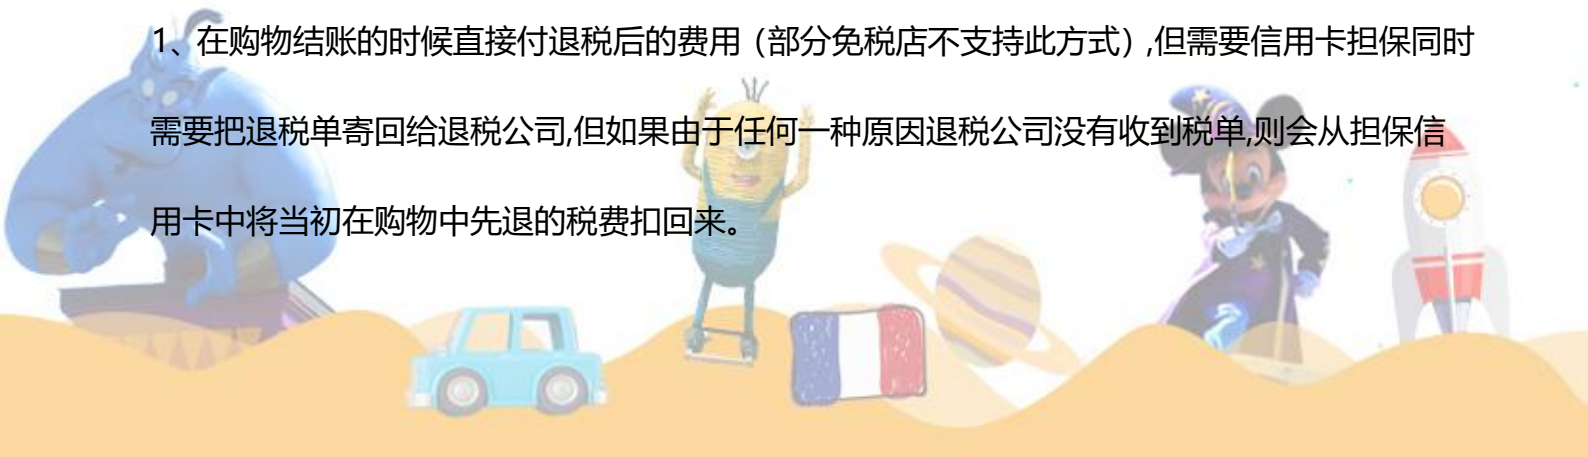 1、在购物结账的时候直接付退税后的费用（部分免税店不支持此方式）,但需要信用卡担保同时
需要把退税单寄回给退税公司,但如果由于任何一种原因退税公司没有收到税单,则会从担保信
用卡中将当初在购物中先退的税费扣回来。